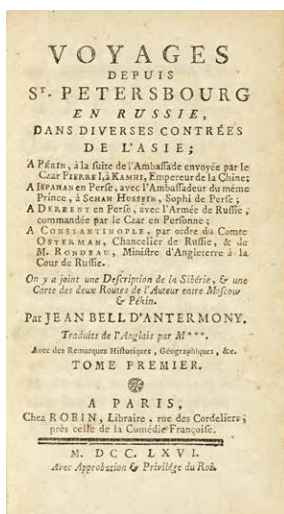 VOYAGES
DEPUIS
ST. PETERSBOURG
EN RUSSIE,
DANS DIVERSES CONTRÉES
DE L'ASIE;
A PÉKIN, à la suite de l'Ambassade envoyée par le
Czar PIERRE I, à KAMHI, Empereur de la Chine;
A ISPAHAN en Perse, avec l'Ambassadeur du même
Prince, à SCHAH HUSSEIN, Sophi de Perse;
A DERBENT en Perse, avec l'Armée de Russie,
commandée par le Czar en Personne;
A CONSTANTINOPLE, par ordre du Comte
OSTERMAN, Chancelier de Russie, & de
M. RONDEAU, Ministre d'Angleterre à la
Cour de Russie.
On y a joint une Description de la Sibérie, & une
Carte des deux Routes de l'Auteur entre Moscow
& Pékin.
Par JEAN BELL D'ANTERMONY.
Traduits de l'Anglais par M***.
Avec des Remarques Historiques, Géographiques, &c.
TOME PREMIER.
A PARIS,
Chez ROBIN, Libraire, rue des Cordeliers;
près celle de la Comédie Françoise.
M. DCC. LXVI.
Avec Approbation & Privilége du Roi.